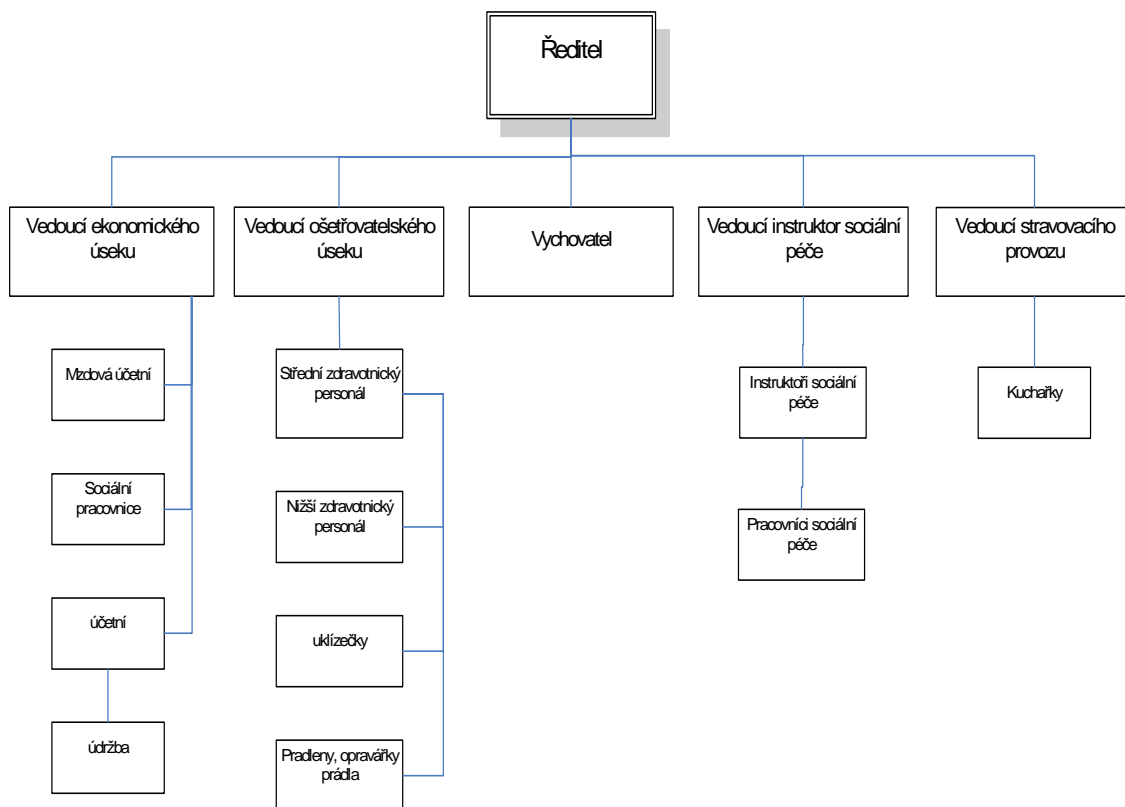 Ředitel
Vedoucí ekonomického
úseku
Vedoucí ošetřovatelského
úseku
Vychovatel
Vedoucí instruktor sociální
péče
Vedoucí stravovacího
provozu
Mzdová účetní
Střední zdravotnický
personál
Instruktoři sociální
péče
Kuchařky
Sociální
pracovnice
Nižší zdravotnický
personál
Pracovníci sociální
péče
účetní
uklízečky
údržba
Pradleny, opravářky
prádla